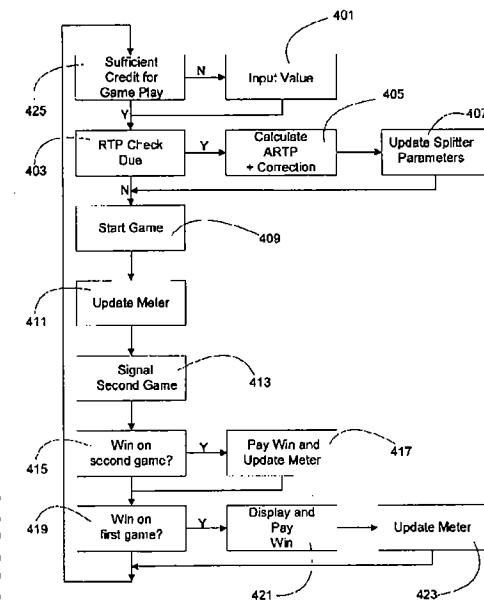 401
Sufficient
Credit for
Game Play
N
Input Value
425
Y
405
407
RTP Check
Due
Y
Calculate
ARTP
+ Correction
Update Splitter
Parameters
403
N
Start Game
409
Update Meter
411
Signal
Second Game
413
Win on
second game?
Y
Pay Win and
Update Meter
417
415
Win on
first game?
Y
Display and
Pay
Win
Update Meter
419
421
423